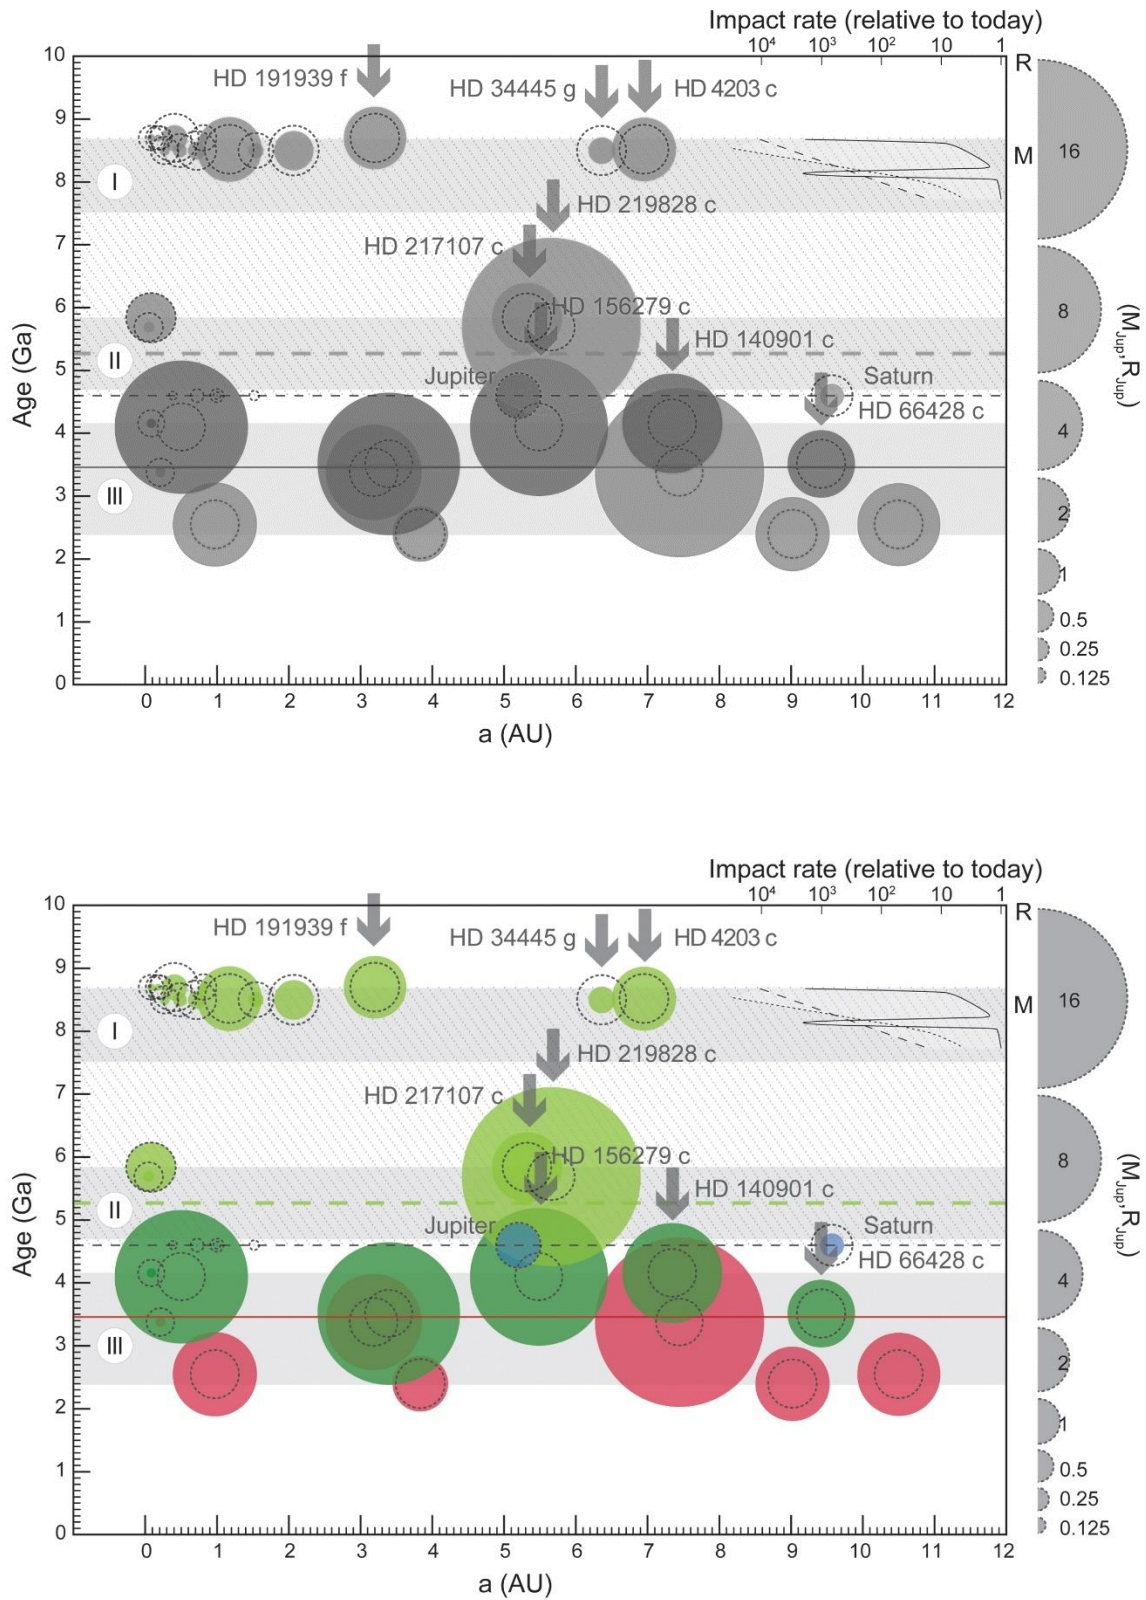 Impact rate (relative to today)
10⁴ 10³ 10² 10 1
10 R
HD 191939 f HD 34445 g HD 4203 c
9
M 16
I 8
HD 219828 c
7 HD 217107 c
6 HD 156279 c 8
Age (Ga) (M_Jup, R_Jup)
II HD 140901 c
5 Jupiter Saturn
HD 66428 c
4 4
3 III 2
2
1 1
0.5
0.25
0 0.125
0 1 2 3 4 5 6 7 8 9 10 11 12
a (AU)
Impact rate (relative to today)
10⁴ 10³ 10² 10 1
10 R
HD 191939 f HD 34445 g HD 4203 c
9
M 16
I 8
HD 219828 c
7 HD 217107 c
6 HD 156279 c 8
Age (Ga) (M_Jup, R_Jup)
II HD 140901 c
5 Jupiter Saturn
HD 66428 c
4 4
3 III 2
2
1 1
0.5
0.25
0 0.125
0 1 2 3 4 5 6 7 8 9 10 11 12
a (AU)